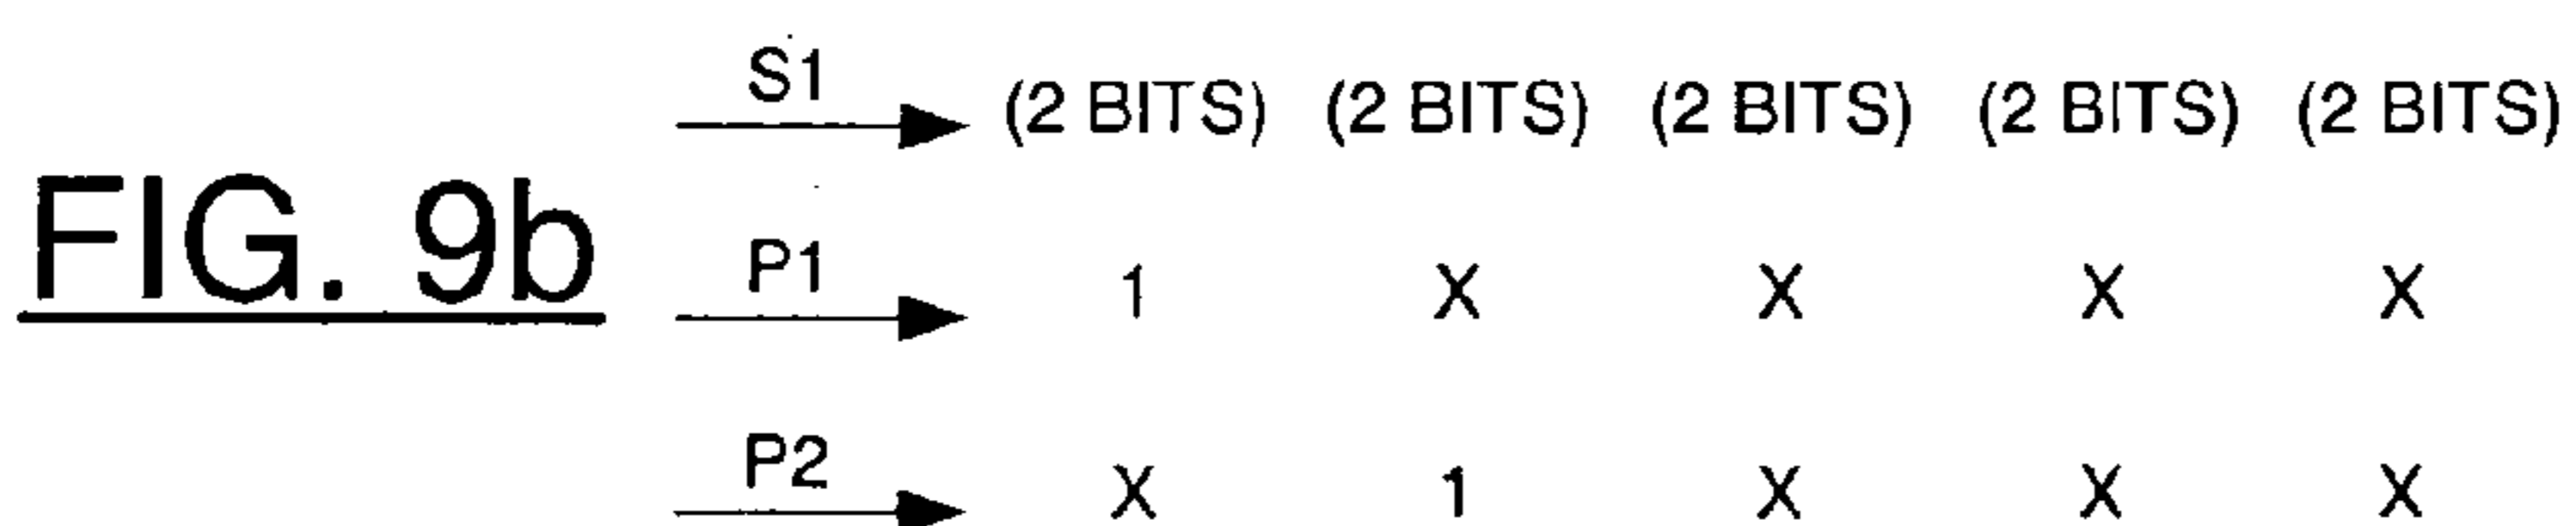 S1 (2 BITS) (2 BITS) (2 BITS) (2 BITS) (2 BITS)
FIG. 9b
P1 1 X X X X
P2 X 1 X X X